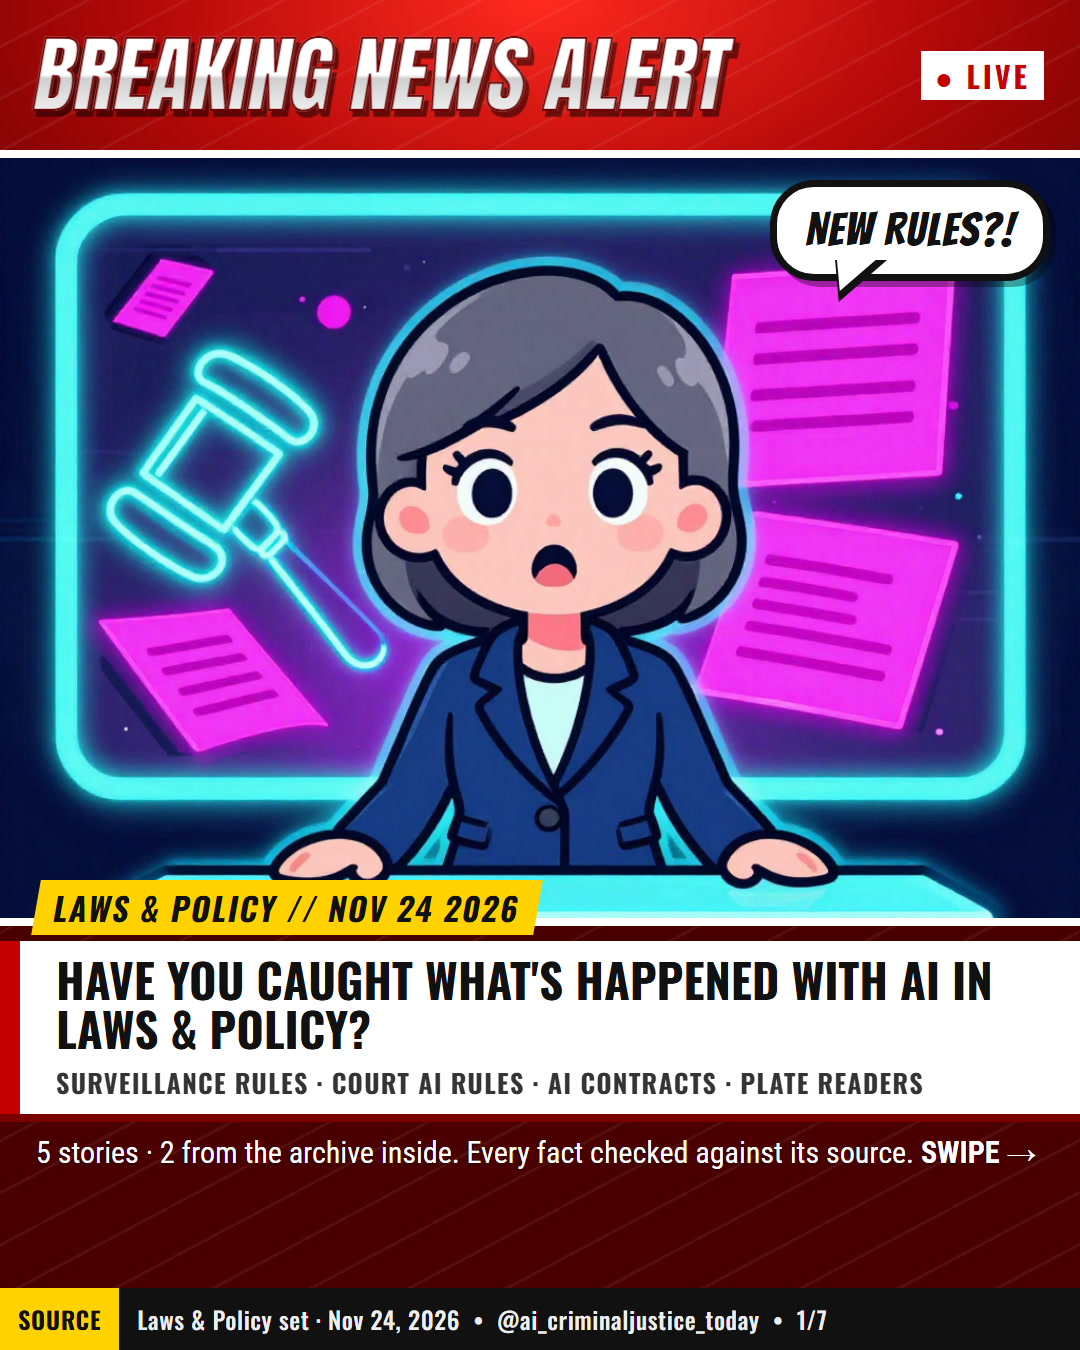 BREAKING NEWS ALERT
● LIVE
NEW RULES?!
LAWS & POLICY // NOV 24 2026
HAVE YOU CAUGHT WHAT'S HAPPENED WITH AI IN
LAWS & POLICY?
SURVEILLANCE RULES · COURT AI RULES · AI CONTRACTS · PLATE READERS
5 stories · 2 from the archive inside. Every fact checked against its source. SWIPE →
SOURCE
Laws & Policy set · Nov 24, 2026 • @ai_criminaljustice_today • 1/7